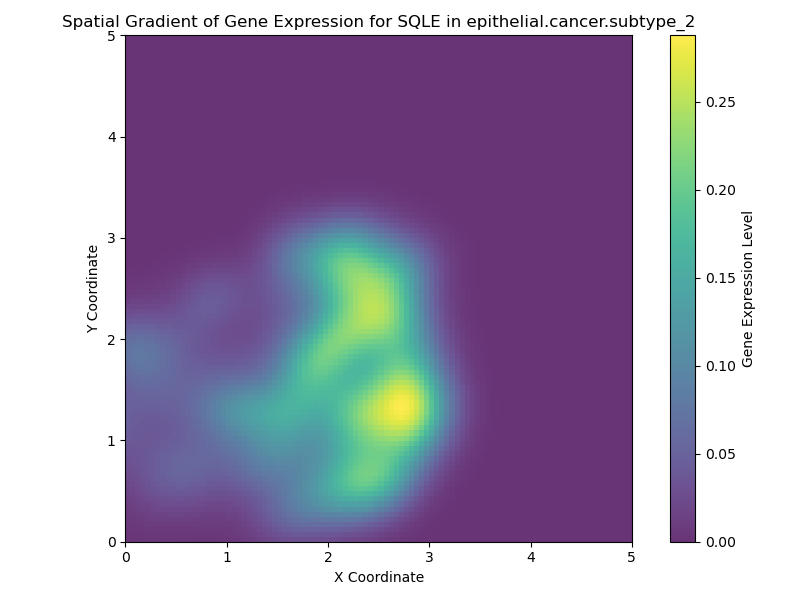 Spatial Gradient of Gene Expression for SQLE in epithelial.cancer.subtype_2
5
4
3
2
1
0
0 1 2 3 4 5
X Coordinate
Y Coordinate
0.25
0.20
0.15
0.10
0.05
0.00
Gene Expression Level